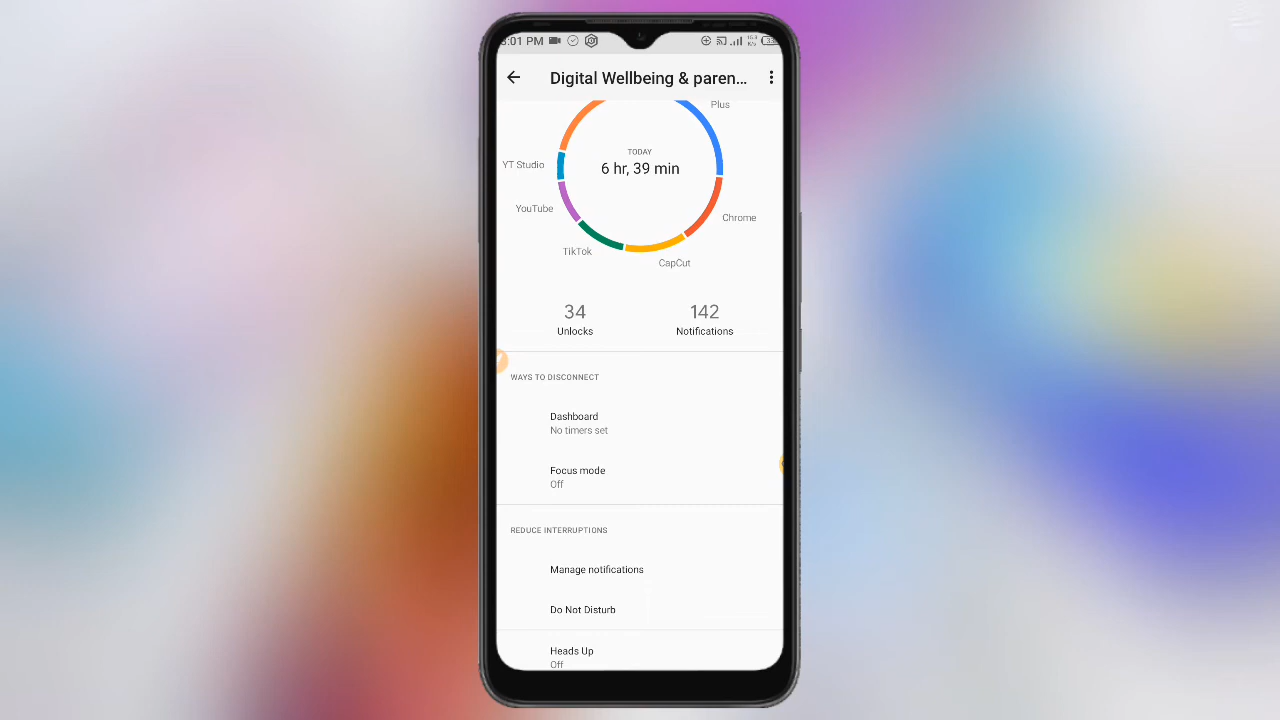 :01 PM
Digital Wellbeing & paren...
Plus
TODAY
6 hr, 39 min
YT Studio
YouTube
Chrome
TikTok
CapCut
34
142
Unlocks
Notifications
WAYS TO DISCONNECT
Dashboard
No timers set
Focus mode
Off
REDUCE INTERRUPTIONS
Manage notifications
Do Not Disturb
Heads Up
Off